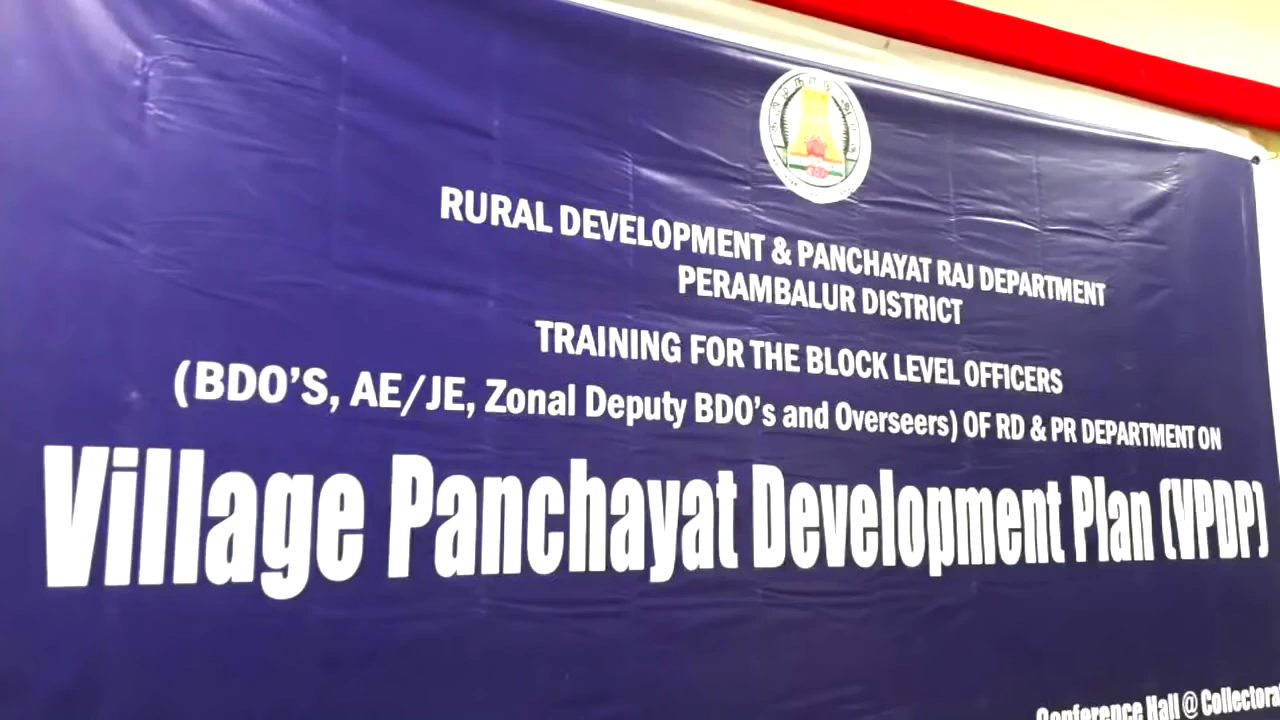 RURAL DEVELOPMENT & PANCHAYAT RAJ DEPARTMENT
PERAMBALUR DISTRICT
TRAINING FOR THE BLOCK LEVEL OFFICERS
(BDO'S, AE/JE, Zonal Deputy BDO's and Overseers) OF RD & PR DEPARTMENT ON
Village Panchayat Development Plan (VPDP)
Conference Hall @